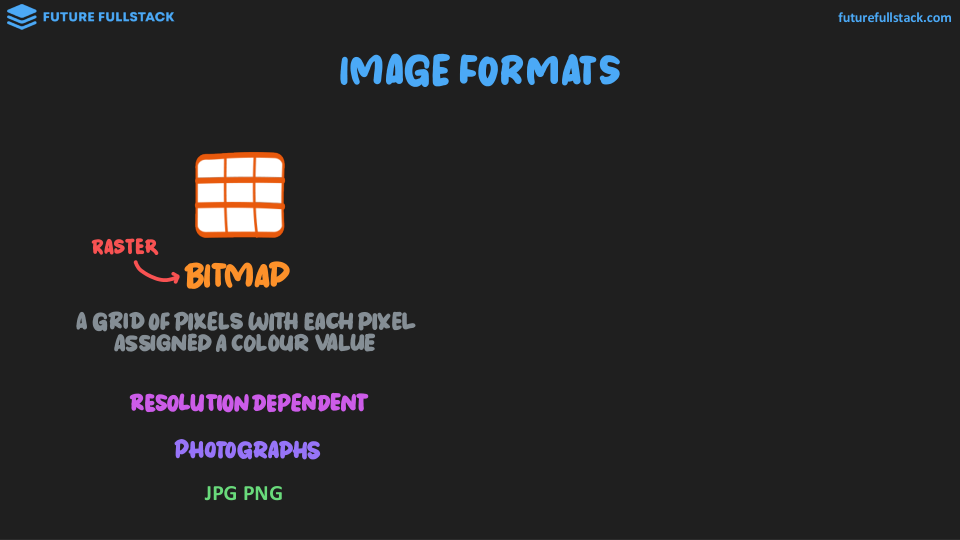 FUTURE FULLSTACK
futurefullstack.com
IMAGE FORMATS
RASTER
BITMAP
A GRID OF PIXELS WITH EACH PIXEL
ASSIGNED A COLOUR VALUE
RESOLUTION DEPENDENT
PHOTOGRAPHS
JPG PNG